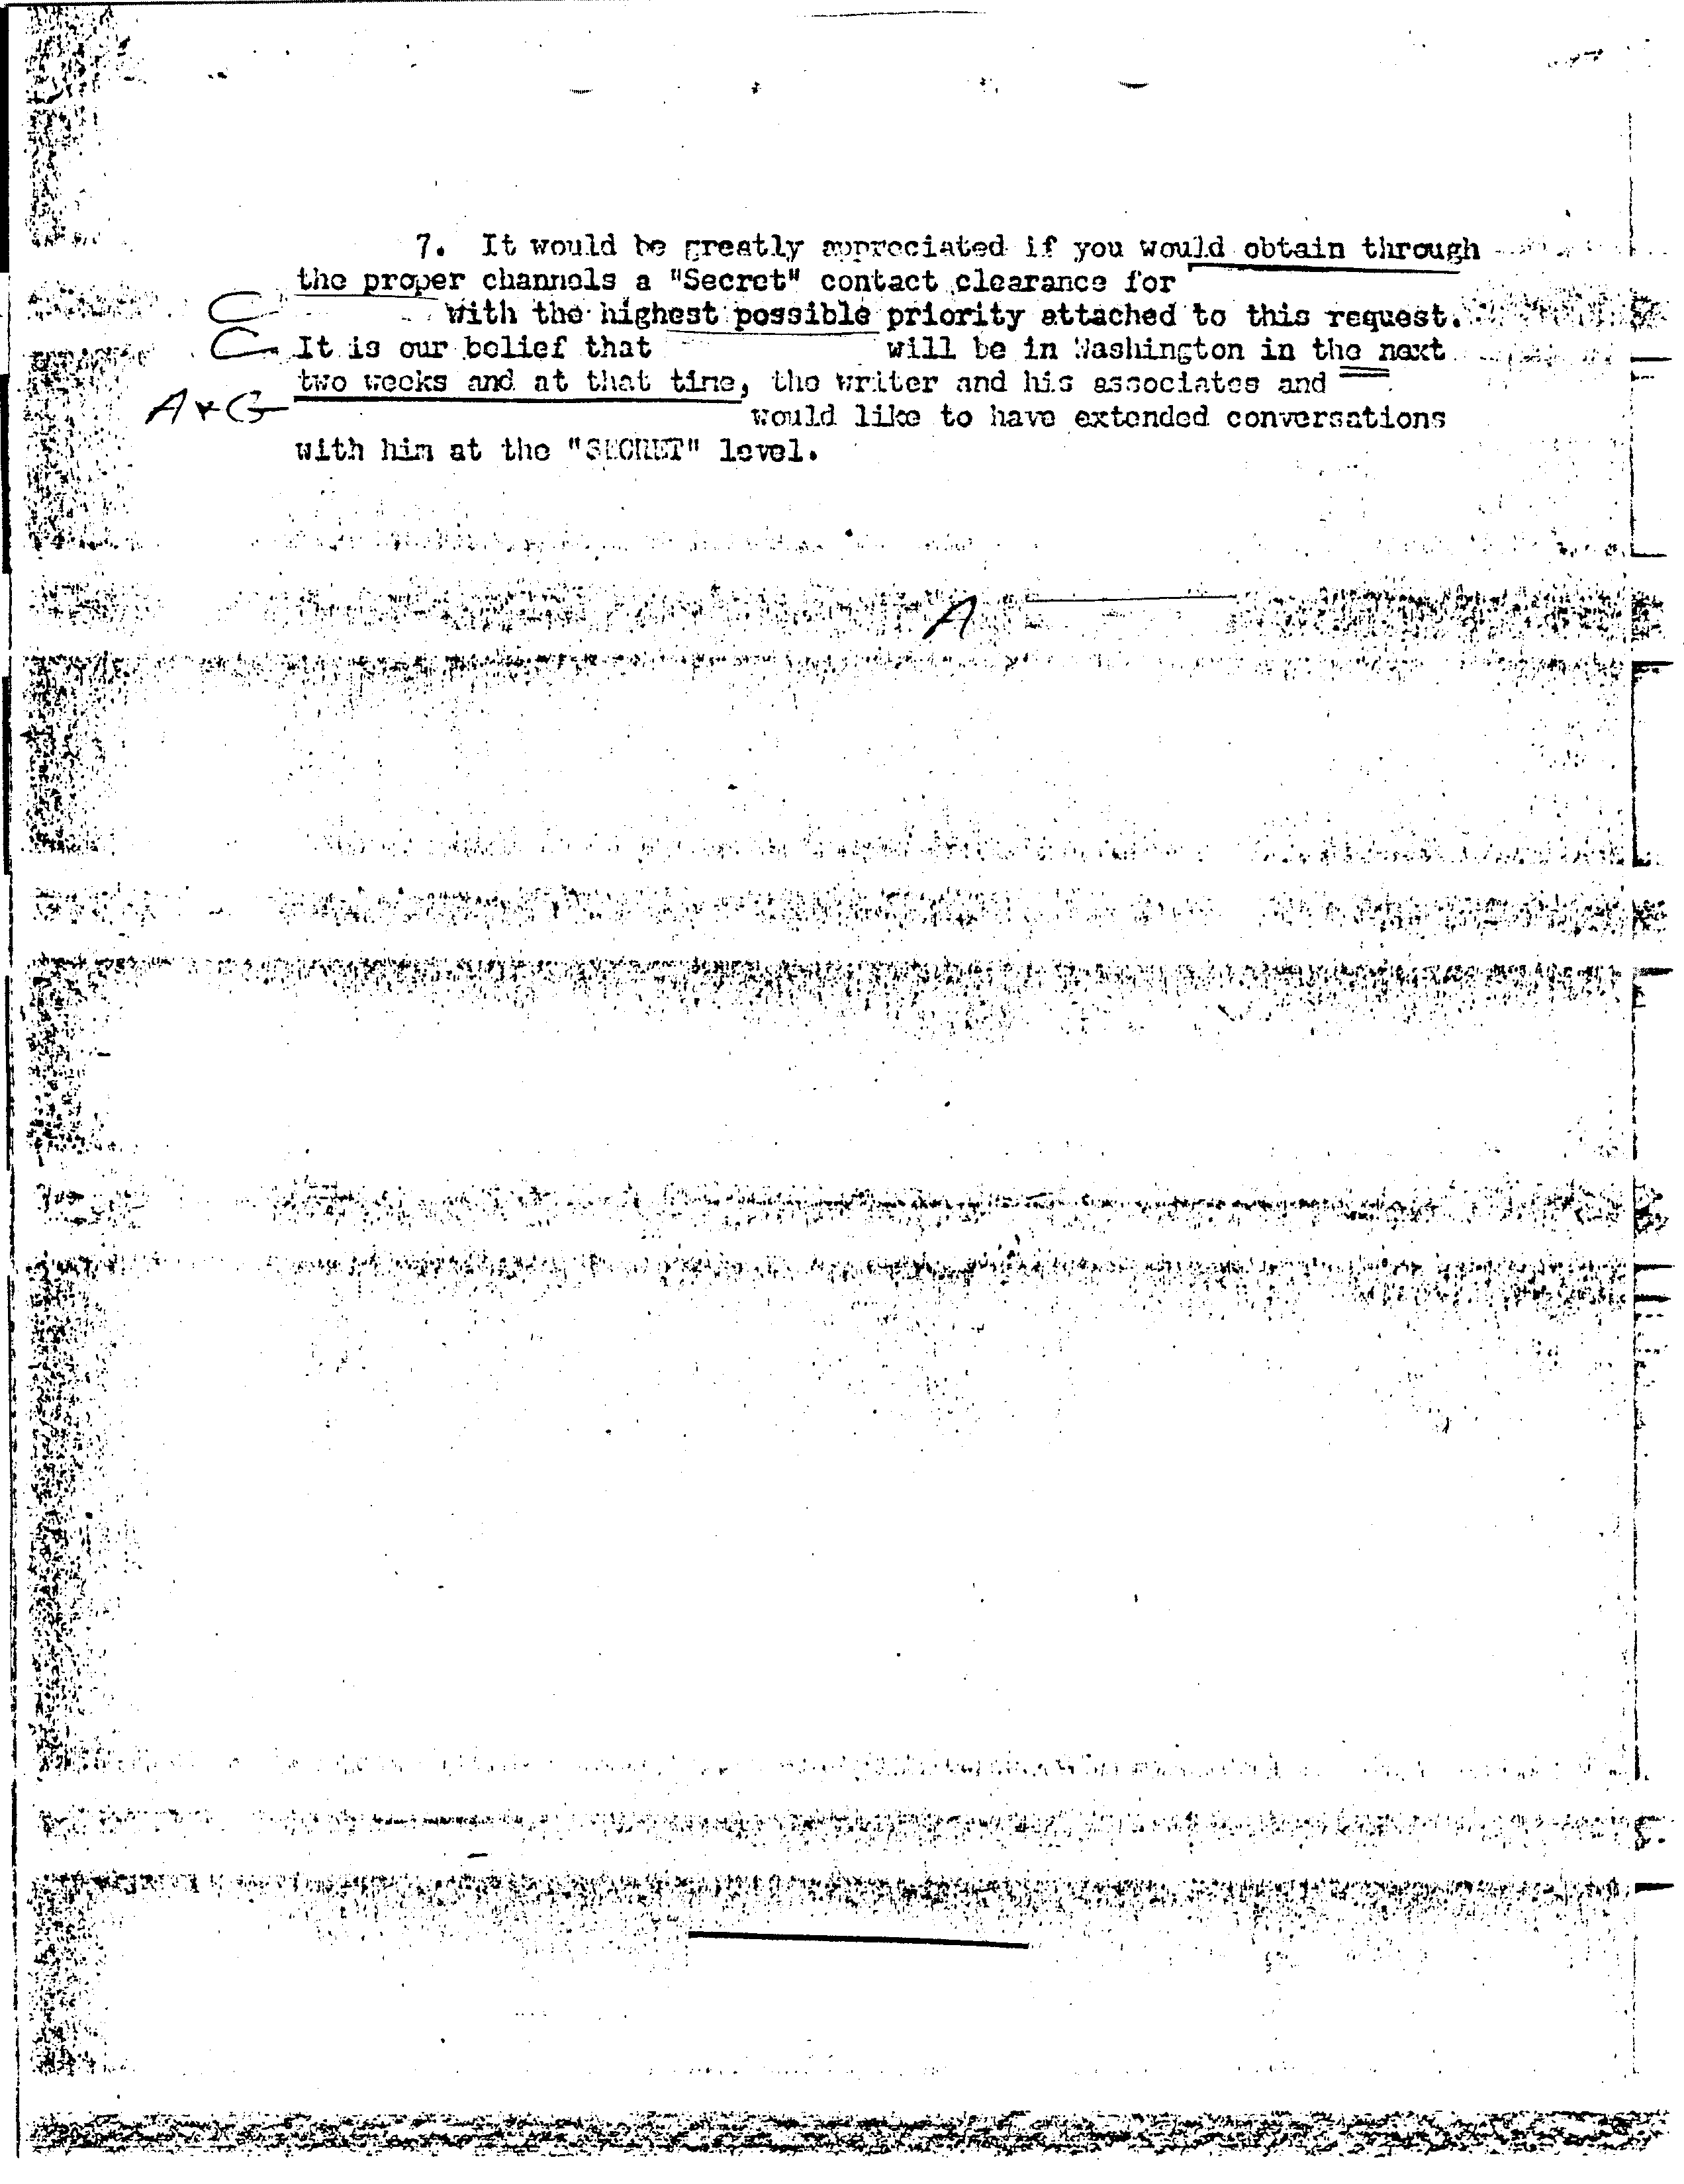 7. It would be greatly appreciated if you would obtain through
the proper channels a "Secret" contact clearance for
C with the highest possible priority attached to this request.
C It is our belief that will be in Washington in the next
two weeks and at that time, the writer and his associates and
A & G would like to have extended conversations
with him at the "SECRET" level.
A